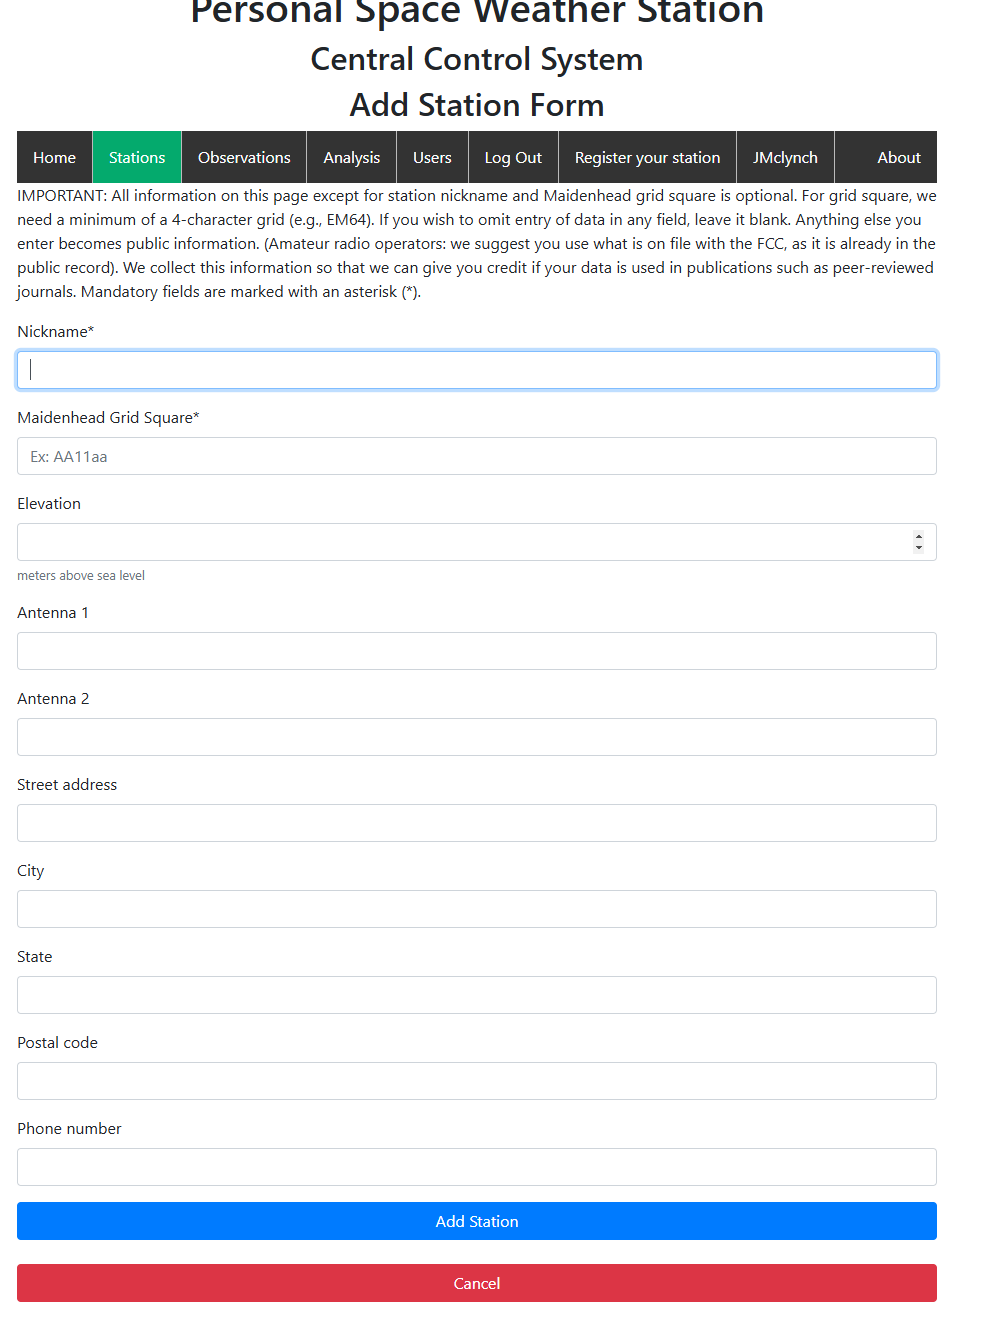 Personal Space Weather Station
Central Control System
Add Station Form
Home Stations Observations Analysis Users Log Out Register your station JMclynch About
IMPORTANT: All information on this page except for station nickname and Maidenhead grid square is optional. For grid square, we
need a minimum of a 4-character grid (e.g., EM64). If you wish to omit entry of data in any field, leave it blank. Anything else you
enter becomes public information. (Amateur radio operators: we suggest you use what is on file with the FCC, as it is already in the
public record). We collect this information so that we can give you credit if your data is used in publications such as peer-reviewed
journals. Mandatory fields are marked with an asterisk (*).
Nickname*
Maidenhead Grid Square*
Ex: AA11aa
Elevation
meters above sea level
Antenna 1
Antenna 2
Street address
City
State
Postal code
Phone number
Add Station
Cancel